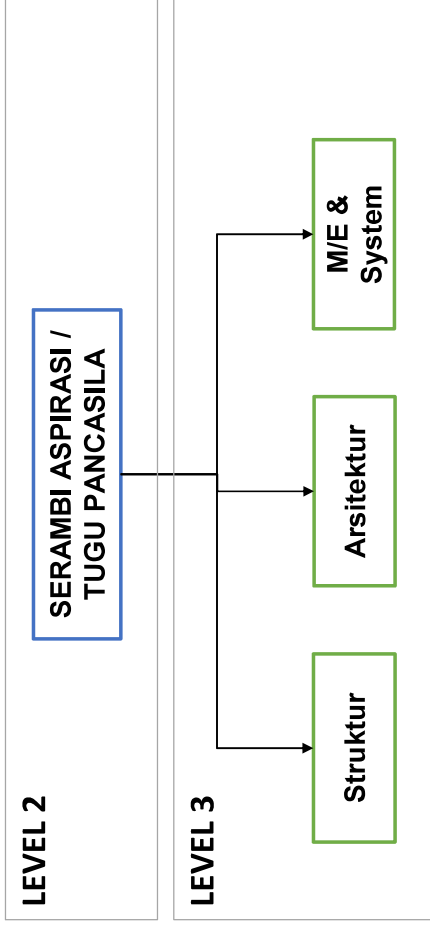 LEVEL 2
SERAMBI ASPIRASI /
TUGU PANCASILA
LEVEL 3
Struktur
Arsitektur
M/E &
System